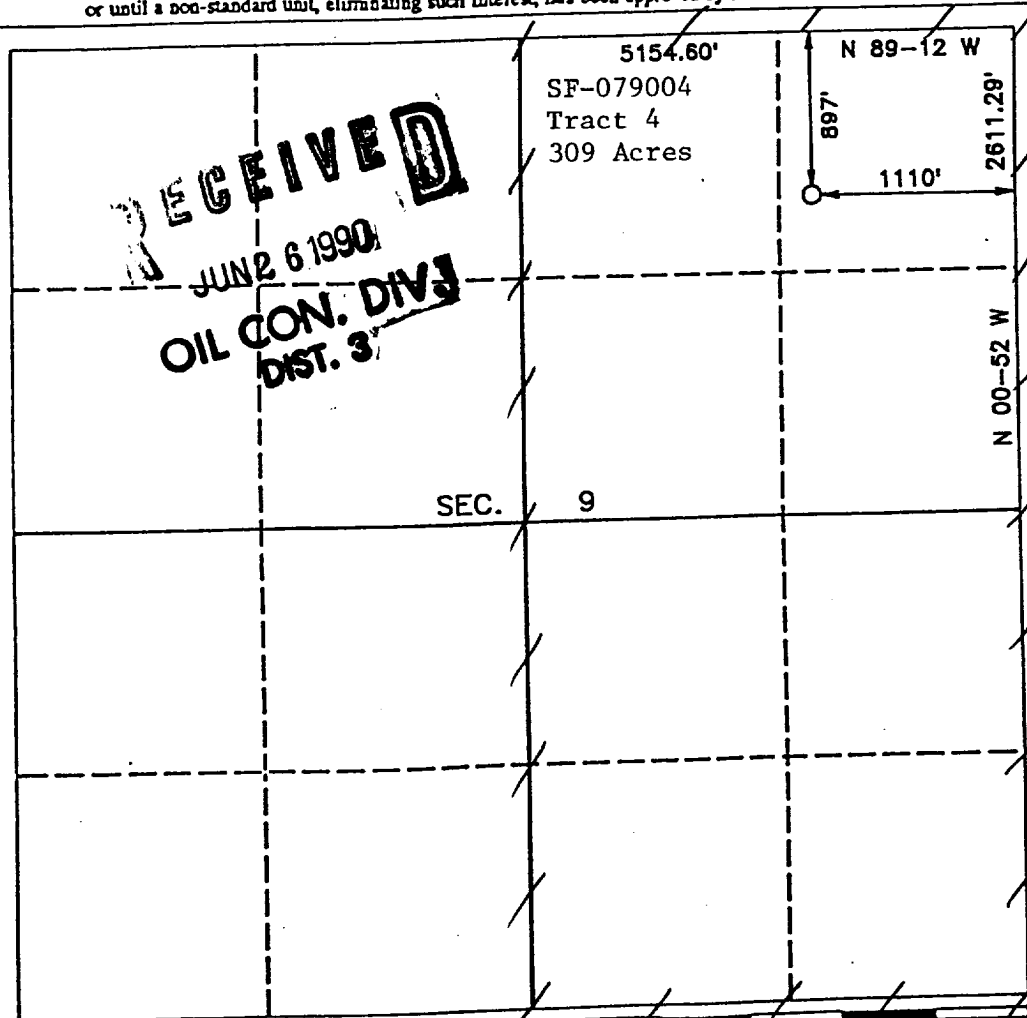 or until a non-standard unit, eliminating such interest, has been approved by
5154.60'
N 89-12 W
SF-079004
Tract 4
309 Acres
897'
2611.29'
1110'
RECEIVED
JUN 26 1990
OIL CON. DIV.
DIST. 3
N 00-52 W
SEC. 9